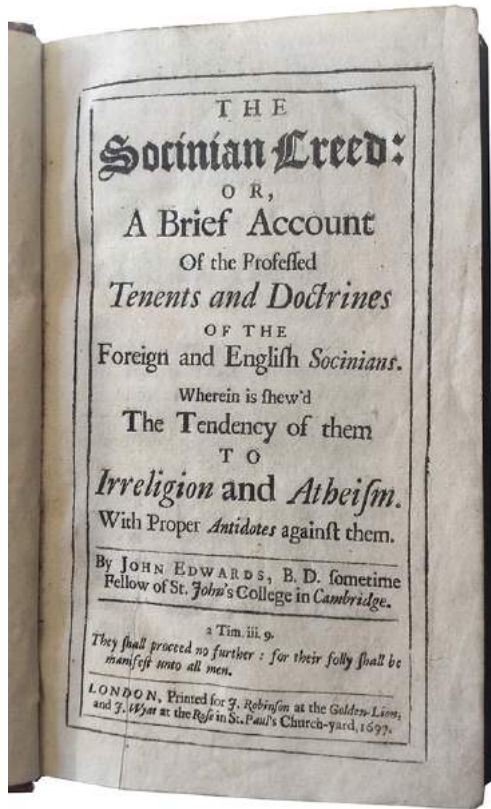 THE
Socinian Creed:
OR,
A Brief Account
Of the Profeſſed
Tenents and Doctrines
OF THE
Foreign and Engliſh Socinians.
Wherein is ſhew'd
The Tendency of them
TO
Irreligion and Atheiſm.
With Proper Antidotes againſt them.
By JOHN EDWARDS, B. D. ſometime
Fellow of St. John's College in Cambridge.
2 Tim. iii. 9.
They ſhall proceed no further : for their folly ſhall be
manifeſt unto all men.
LONDON, Printed for J. Robinſon at the Golden-Lion,
and J. Wyat at the Roſe in St. Paul's Church-yard, 1697.